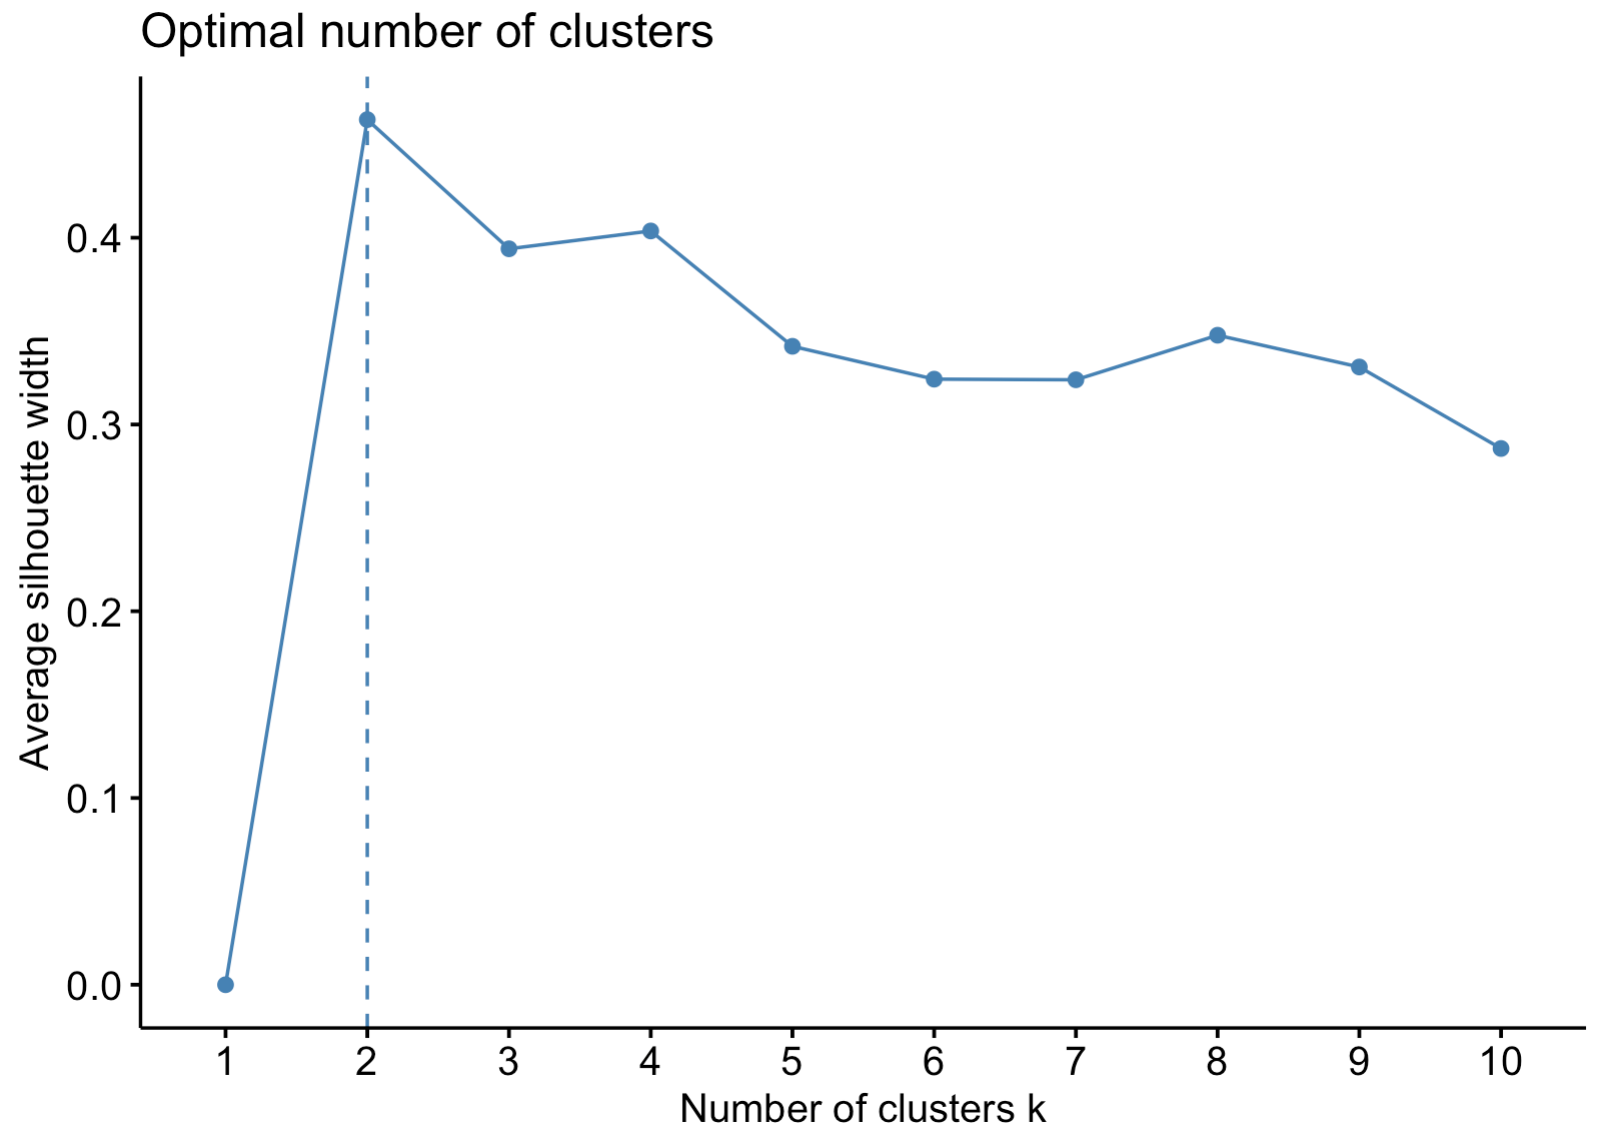 Optimal number of clusters
Average silhouette width
0.4
0.3
0.2
0.1
0.0
1 2 3 4 5 6 7 8 9 10
Number of clusters k